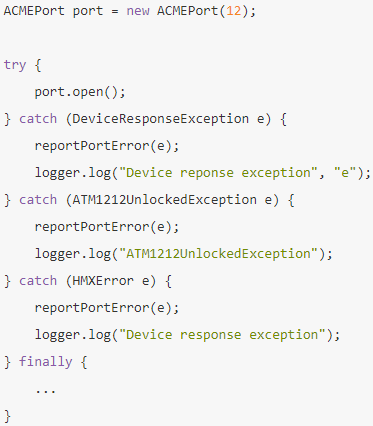 ACMEPort port = new ACMEPort(12);
try {
port.open();
} catch (DeviceResponseException e) {
reportPortError(e);
logger.log("Device reponse exception", "e");
} catch (ATM1212UnlockedException e) {
reportPortError(e);
logger.log("ATM1212UnlockedException");
} catch (HMXError e) {
reportPortError(e);
logger.log("Device response exception");
} finally {
...
}